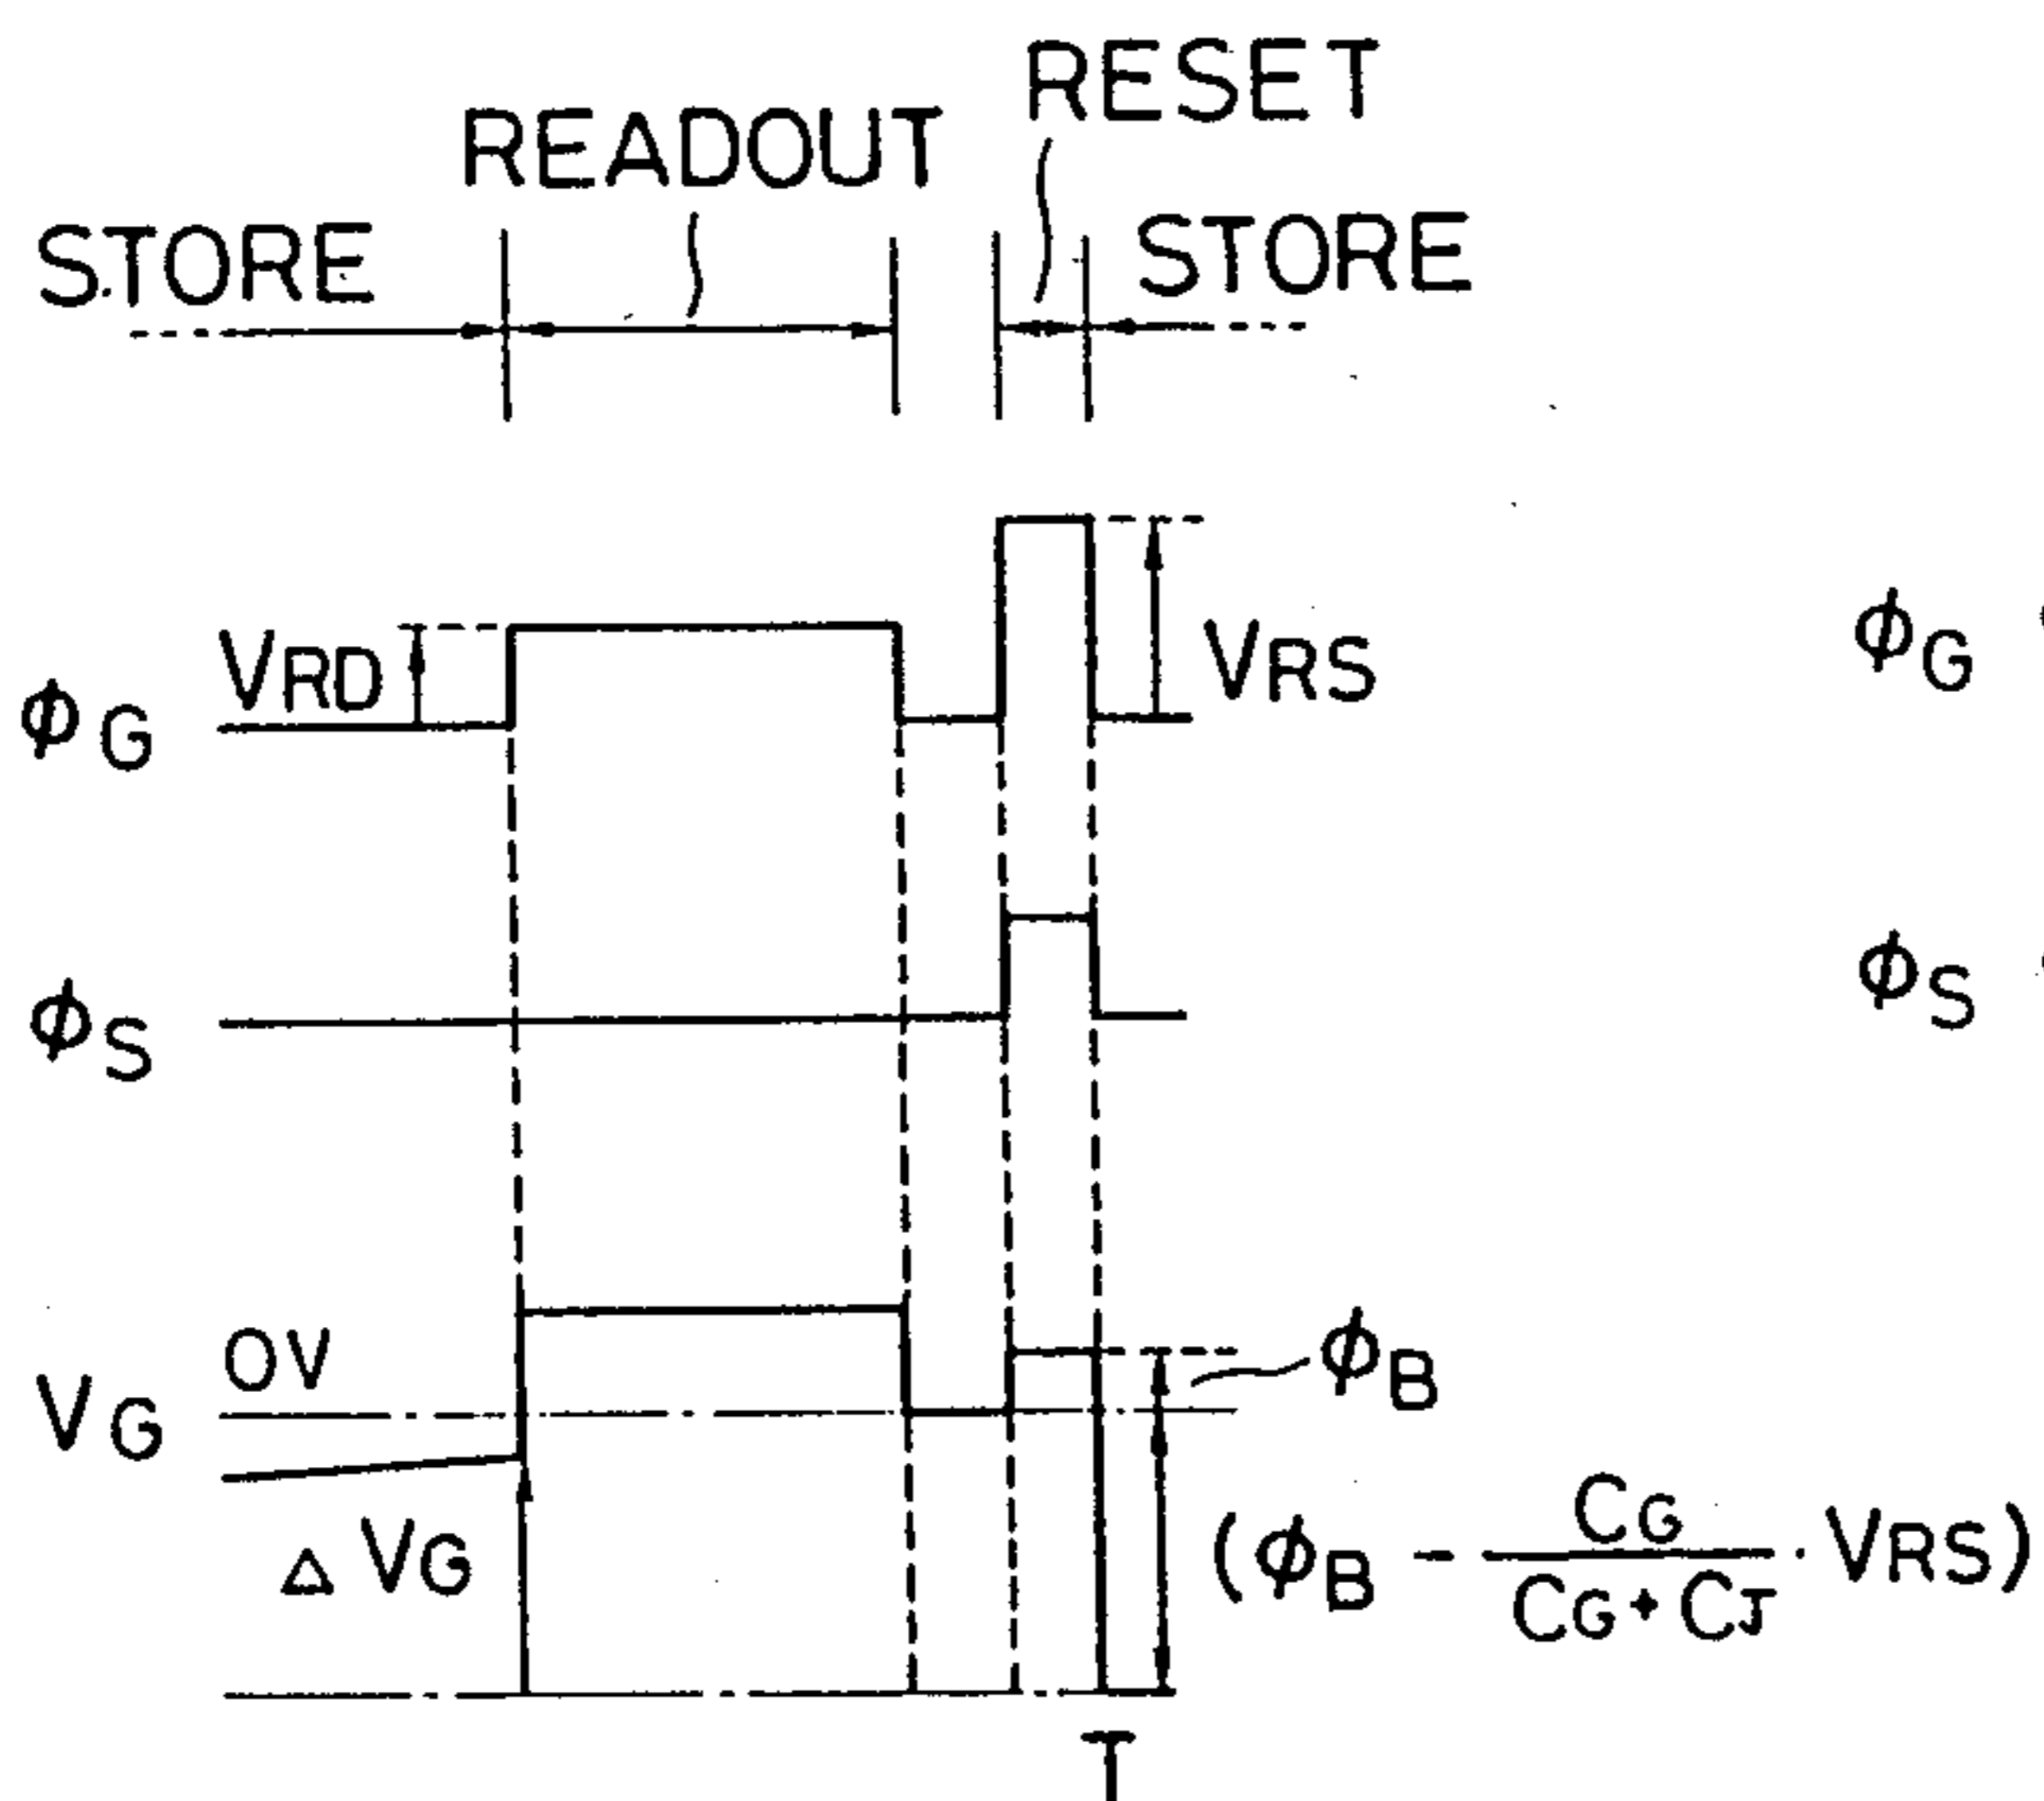 RESET
READOUT
STORE
STORE
VRD
VRS
ϕG
ϕG
ϕS
ϕS
OV
ϕB
VG
ΔVG
(ϕB - CG / CG + CJ · VRS)
T